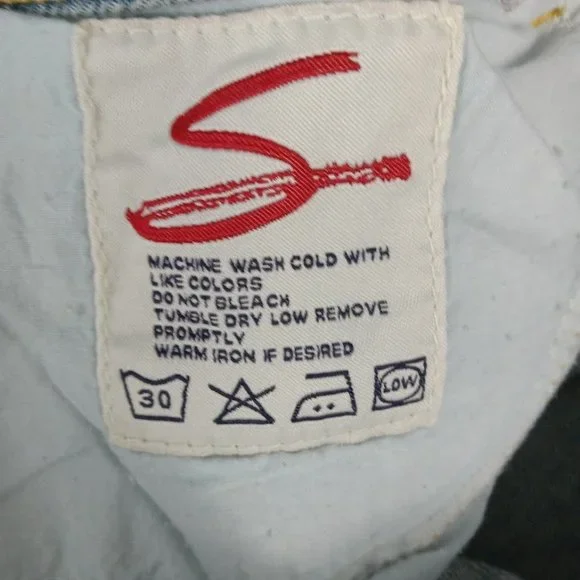 S
MACHINE WASH COLD WITH
LIKE COLORS
DO NOT BLEACH
TUMBLE DRY LOW REMOVE
PROMPTLY
WARM IRON IF DESIRED
30
LOW